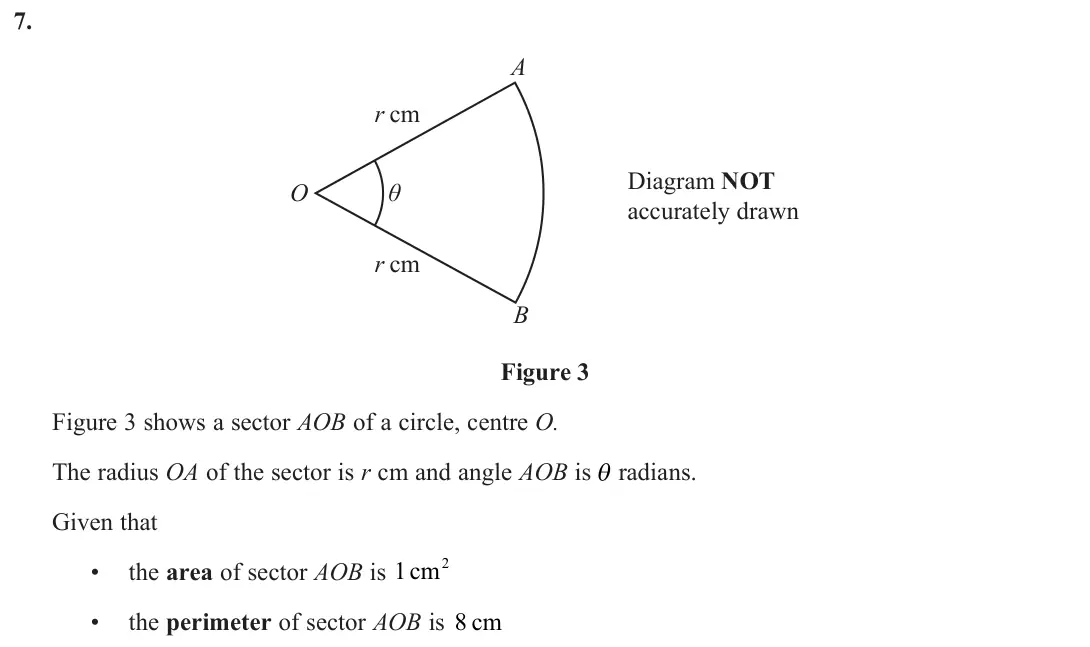 7.
A
r cm
O
θ
Diagram NOT
accurately drawn
r cm
B
Figure 3
Figure 3 shows a sector AOB of a circle, centre O.
The radius OA of the sector is r cm and angle AOB is θ radians.
Given that
• the area of sector AOB is 1 cm²
• the perimeter of sector AOB is 8 cm